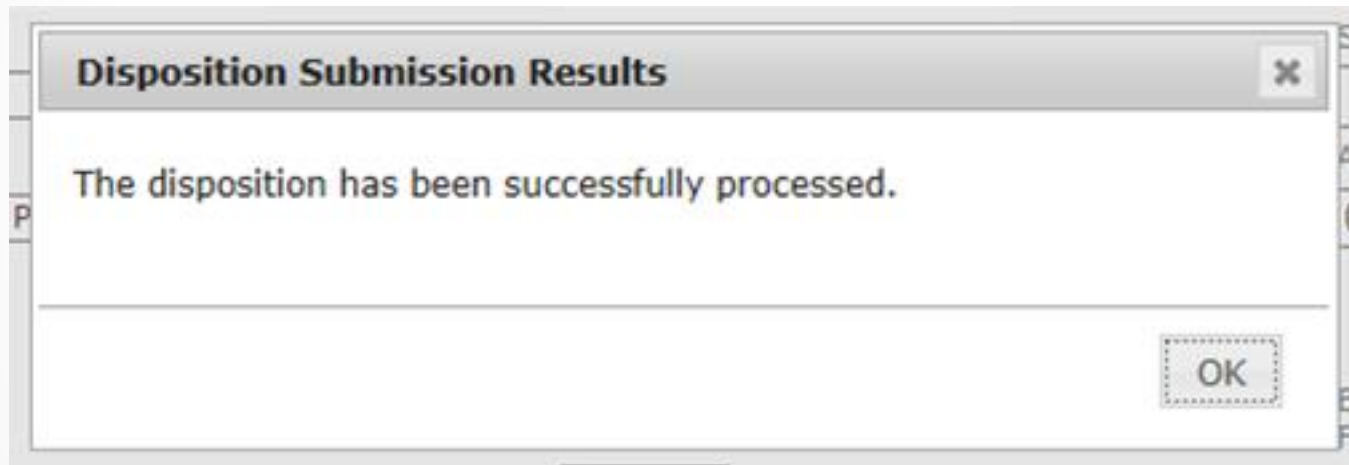 Disposition Submission Results
The disposition has been successfully processed.
P
OK